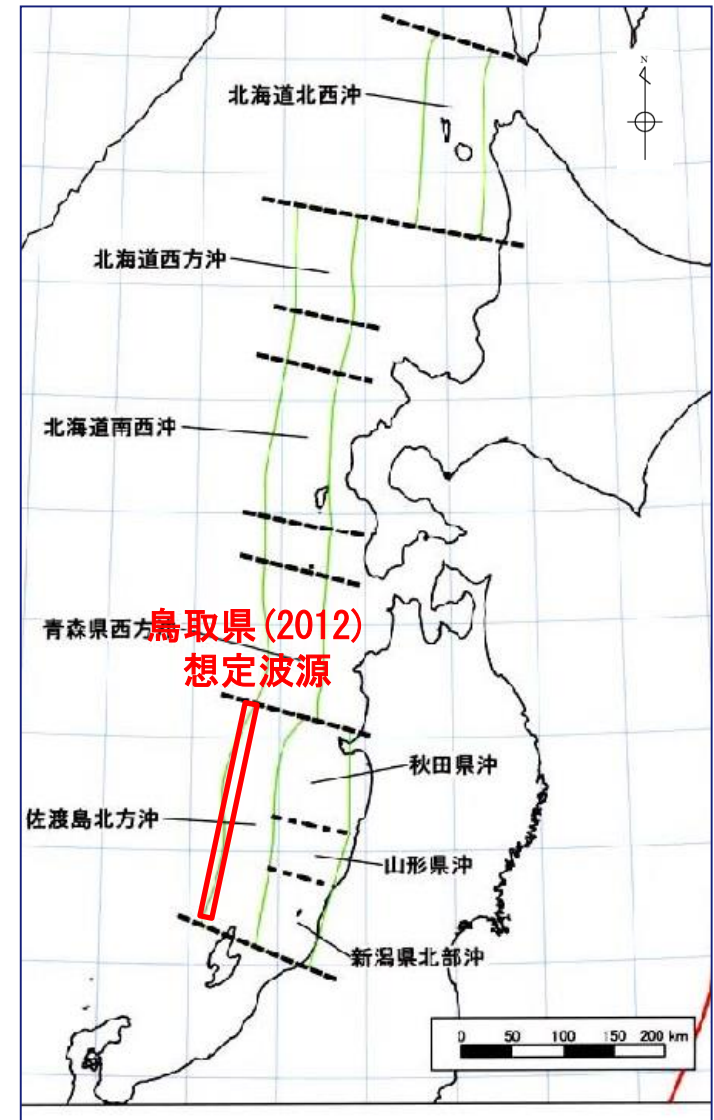 N
北海道北西沖
北海道西方沖
北海道南西沖
青森県西方
鳥取県(2012)
想定波源
秋田県沖
佐渡島北方沖
山形県沖
新潟県北部沖
0 50 100 150 200 km